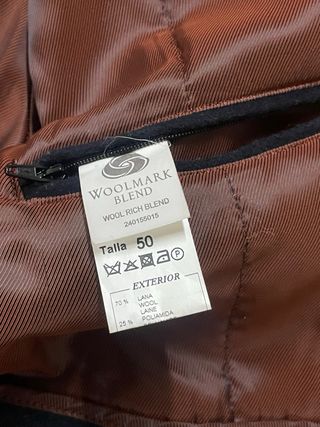 WOOLMARK
BLEND
WOOL RICH BLEND
240155015
Talla 50
P
EXTERIOR
70 % LANA
WOOL
LAINE
25 % POLIAMIDA